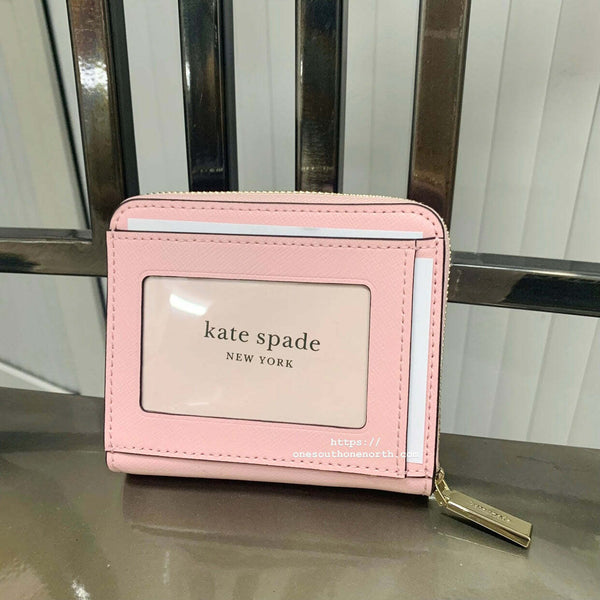 kate spade
NEW YORK
https://
onesouthonenorth.com